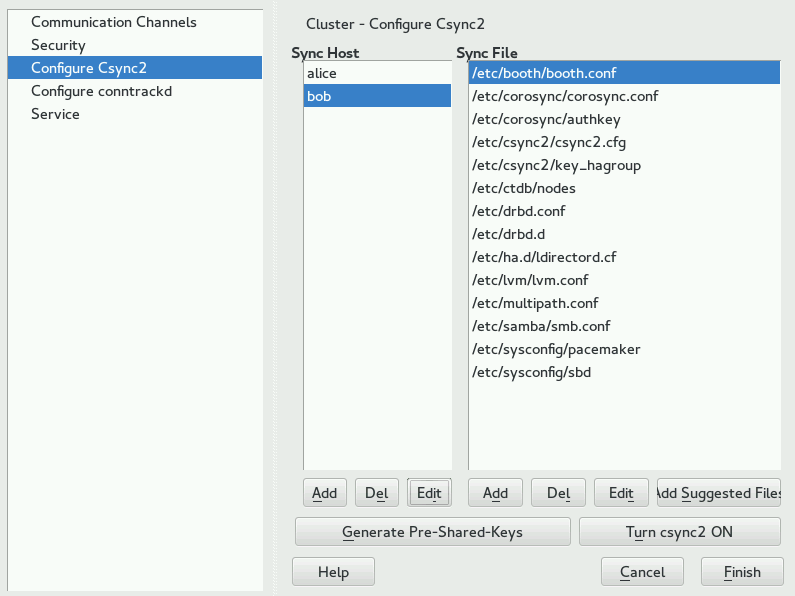 Communication Channels
Security
Configure Csync2
Configure conntrackd
Service
Cluster - Configure Csync2
Sync Host
alice
bob
Add Del Edit
Sync File
/etc/booth/booth.conf
/etc/corosync/corosync.conf
/etc/corosync/authkey
/etc/csync2/csync2.cfg
/etc/csync2/key_hagroup
/etc/ctdb/nodes
/etc/drbd.conf
/etc/drbd.d
/etc/ha.d/ldirectord.cf
/etc/lvm/lvm.conf
/etc/multipath.conf
/etc/samba/smb.conf
/etc/sysconfig/pacemaker
/etc/sysconfig/sbd
Add Del Edit Add Suggested Files
Generate Pre-Shared-Keys Turn csync2 ON
Help Cancel Finish